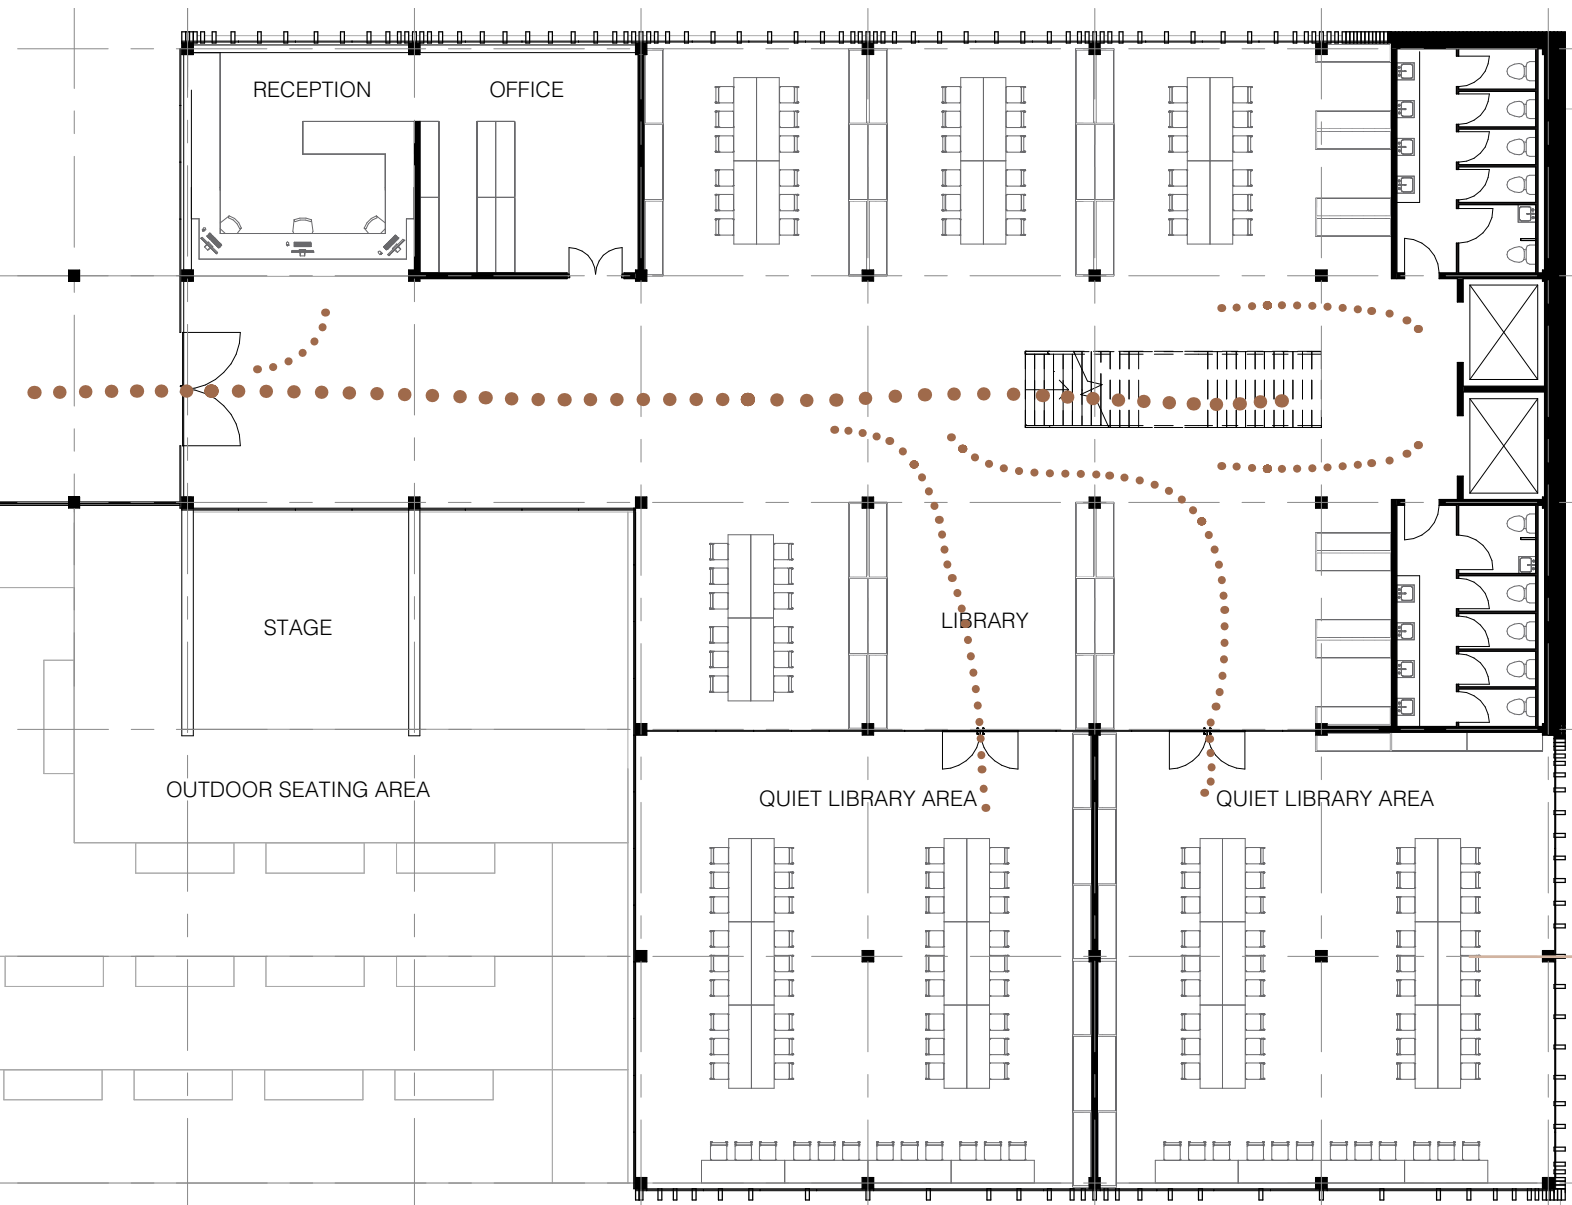 RECEPTION
OFFICE
STAGE
LIBRARY
OUTDOOR SEATING AREA
QUIET LIBRARY AREA
QUIET LIBRARY AREA